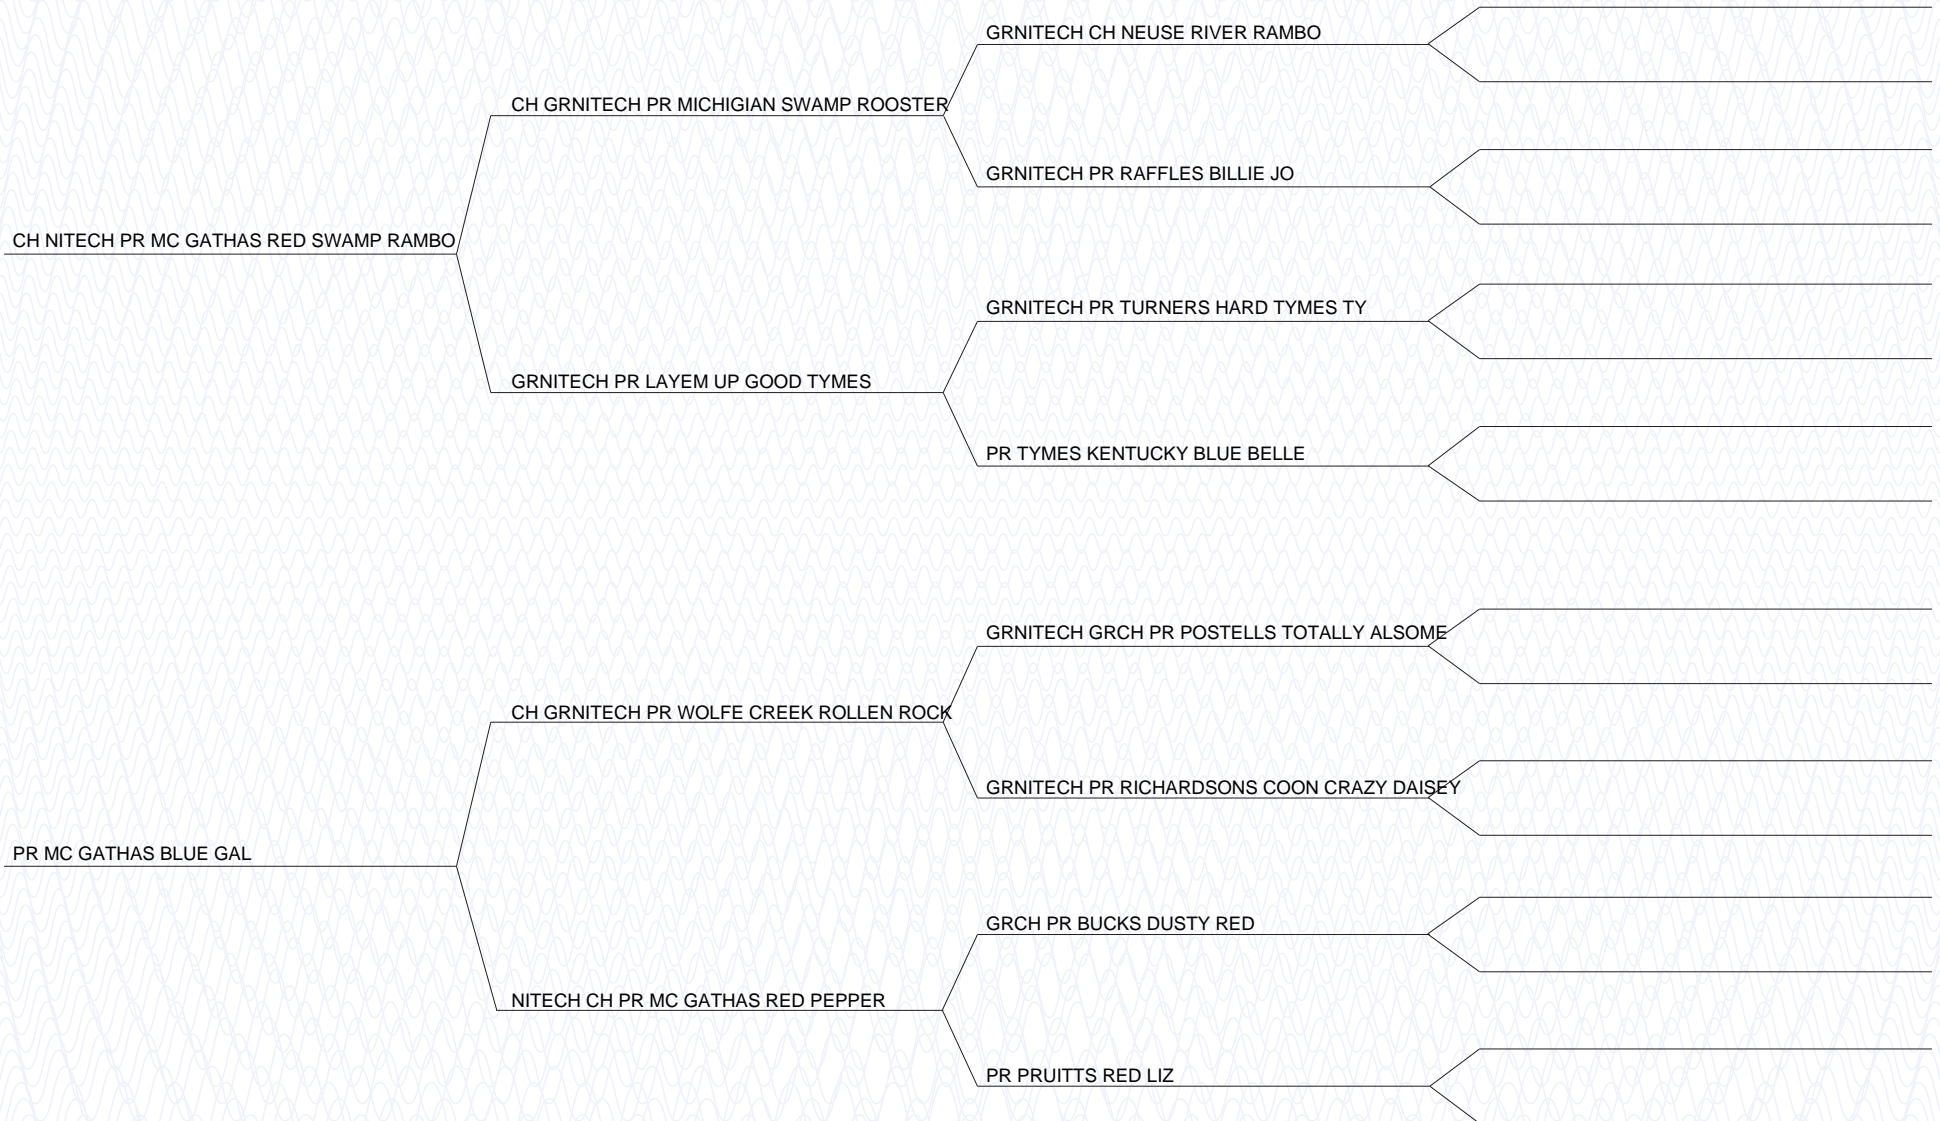 GRNITECH CH NEUSE RIVER RAMBO
CH GRNITECH PR MICHIGIAN SWAMP ROOSTER
GRNITECH PR RAFFLES BILLIE JO
CH NITECH PR MC GATHAS RED SWAMP RAMBO
GRNITECH PR TURNERS HARD TYMES TY
GRNITECH PR LAYEM UP GOOD TYMES
PR TYMES KENTUCKY BLUE BELLE
GRNITECH GRCH PR POSTELLS TOTALLY ALSOME
CH GRNITECH PR WOLFE CREEK ROLLEN ROCK
GRNITECH PR RICHARDSONS COON CRAZY DAISEY
PR MC GATHAS BLUE GAL
GRCH PR BUCKS DUSTY RED
NITECH CH PR MC GATHAS RED PEPPER
PR PRUITTS RED LIZ